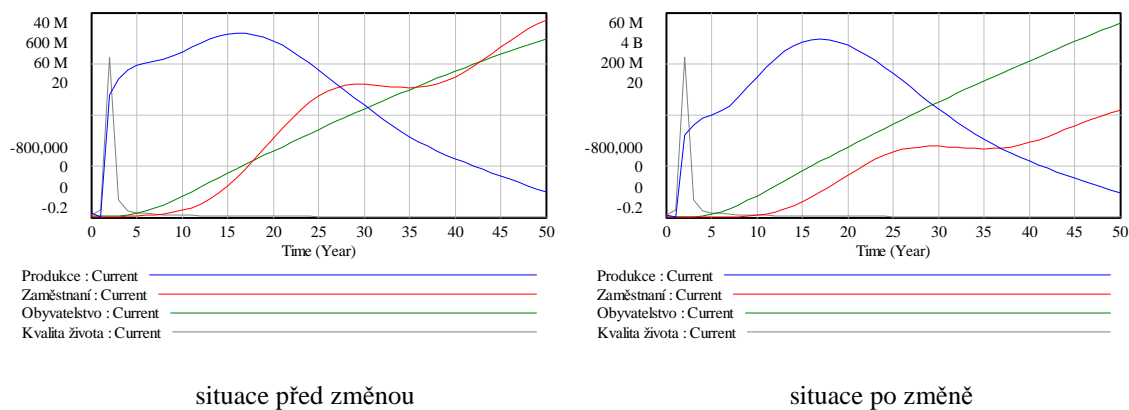 40 M
600 M
60 M
20
-800,000
0
0
-0.2
0 5 10 15 20 25 30 35 40 45 50
Time (Year)
Produkce : Current
Zaměstnaní : Current
Obyvatelstvo : Current
Kvalita života : Current
situace před změnou
60 M
4 B
200 M
20
-800,000
0
0
-0.2
0 5 10 15 20 25 30 35 40 45 50
Time (Year)
Produkce : Current
Zaměstnaní : Current
Obyvatelstvo : Current
Kvalita života : Current
situace po změně